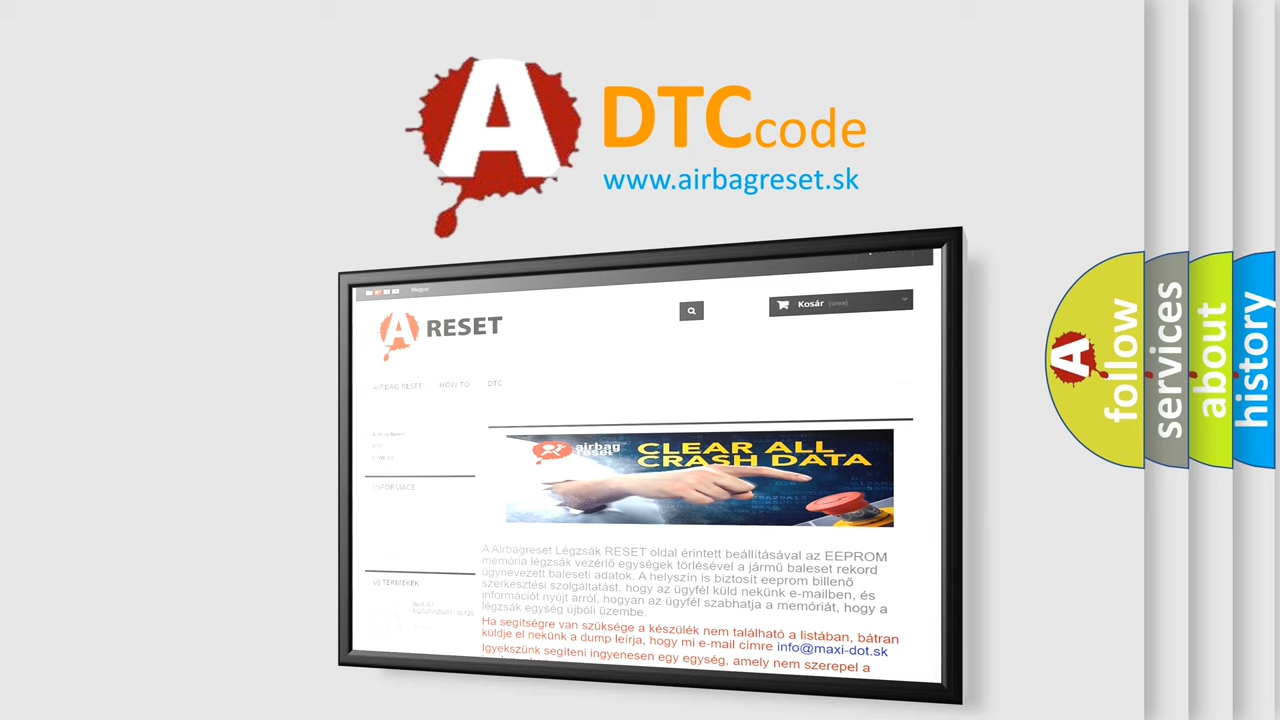 A
DTCcode
www.airbagreset.sk
Magyar
A RESET
Kosár (üres)
AIRBAG RESET HOW TO DTC
INFORMACE
ÚJ TERMÉKEK
airbag
reset
CLEAR ALL
CRASH DATA
A Airbagreset Légzsák RESET oldal érintett beállításával az EEPROM
memória légzsák vezérlő egységek törlésével a jármű baleset rekord
úgynevezett baleseti adatok. A helyszín is biztosít eeprom billenő
szerkesztési szolgáltatást, hogy az ügyfél küld nekünk e-mailben, és
információt nyújt arról, hogyan az ügyfél szabhatja a memóriát, hogy a
légzsák egység újbóli üzembe.
Ha segítségre van szüksége a készülék nem található a listában, bátran
küldje el nekünk a dump leírja, hogy mi e-mail címre info@maxi-dot.sk
Igyekszünk segíteni ingyenesen egy egység, amely nem szerepel a
A
follow
services
about
history